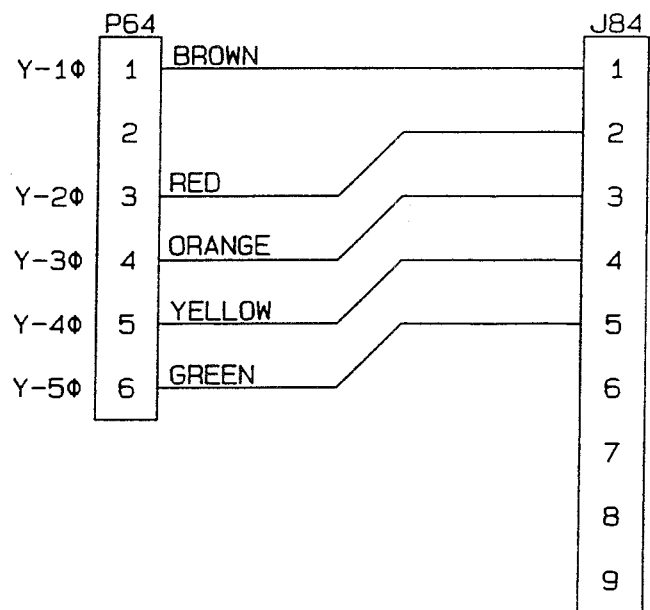 P64 J84
Y-1Φ 1 BROWN 1
2 2
Y-2Φ 3 RED 3
Y-3Φ 4 ORANGE 4
Y-4Φ 5 YELLOW 5
Y-5Φ 6 GREEN 6
7
8
9